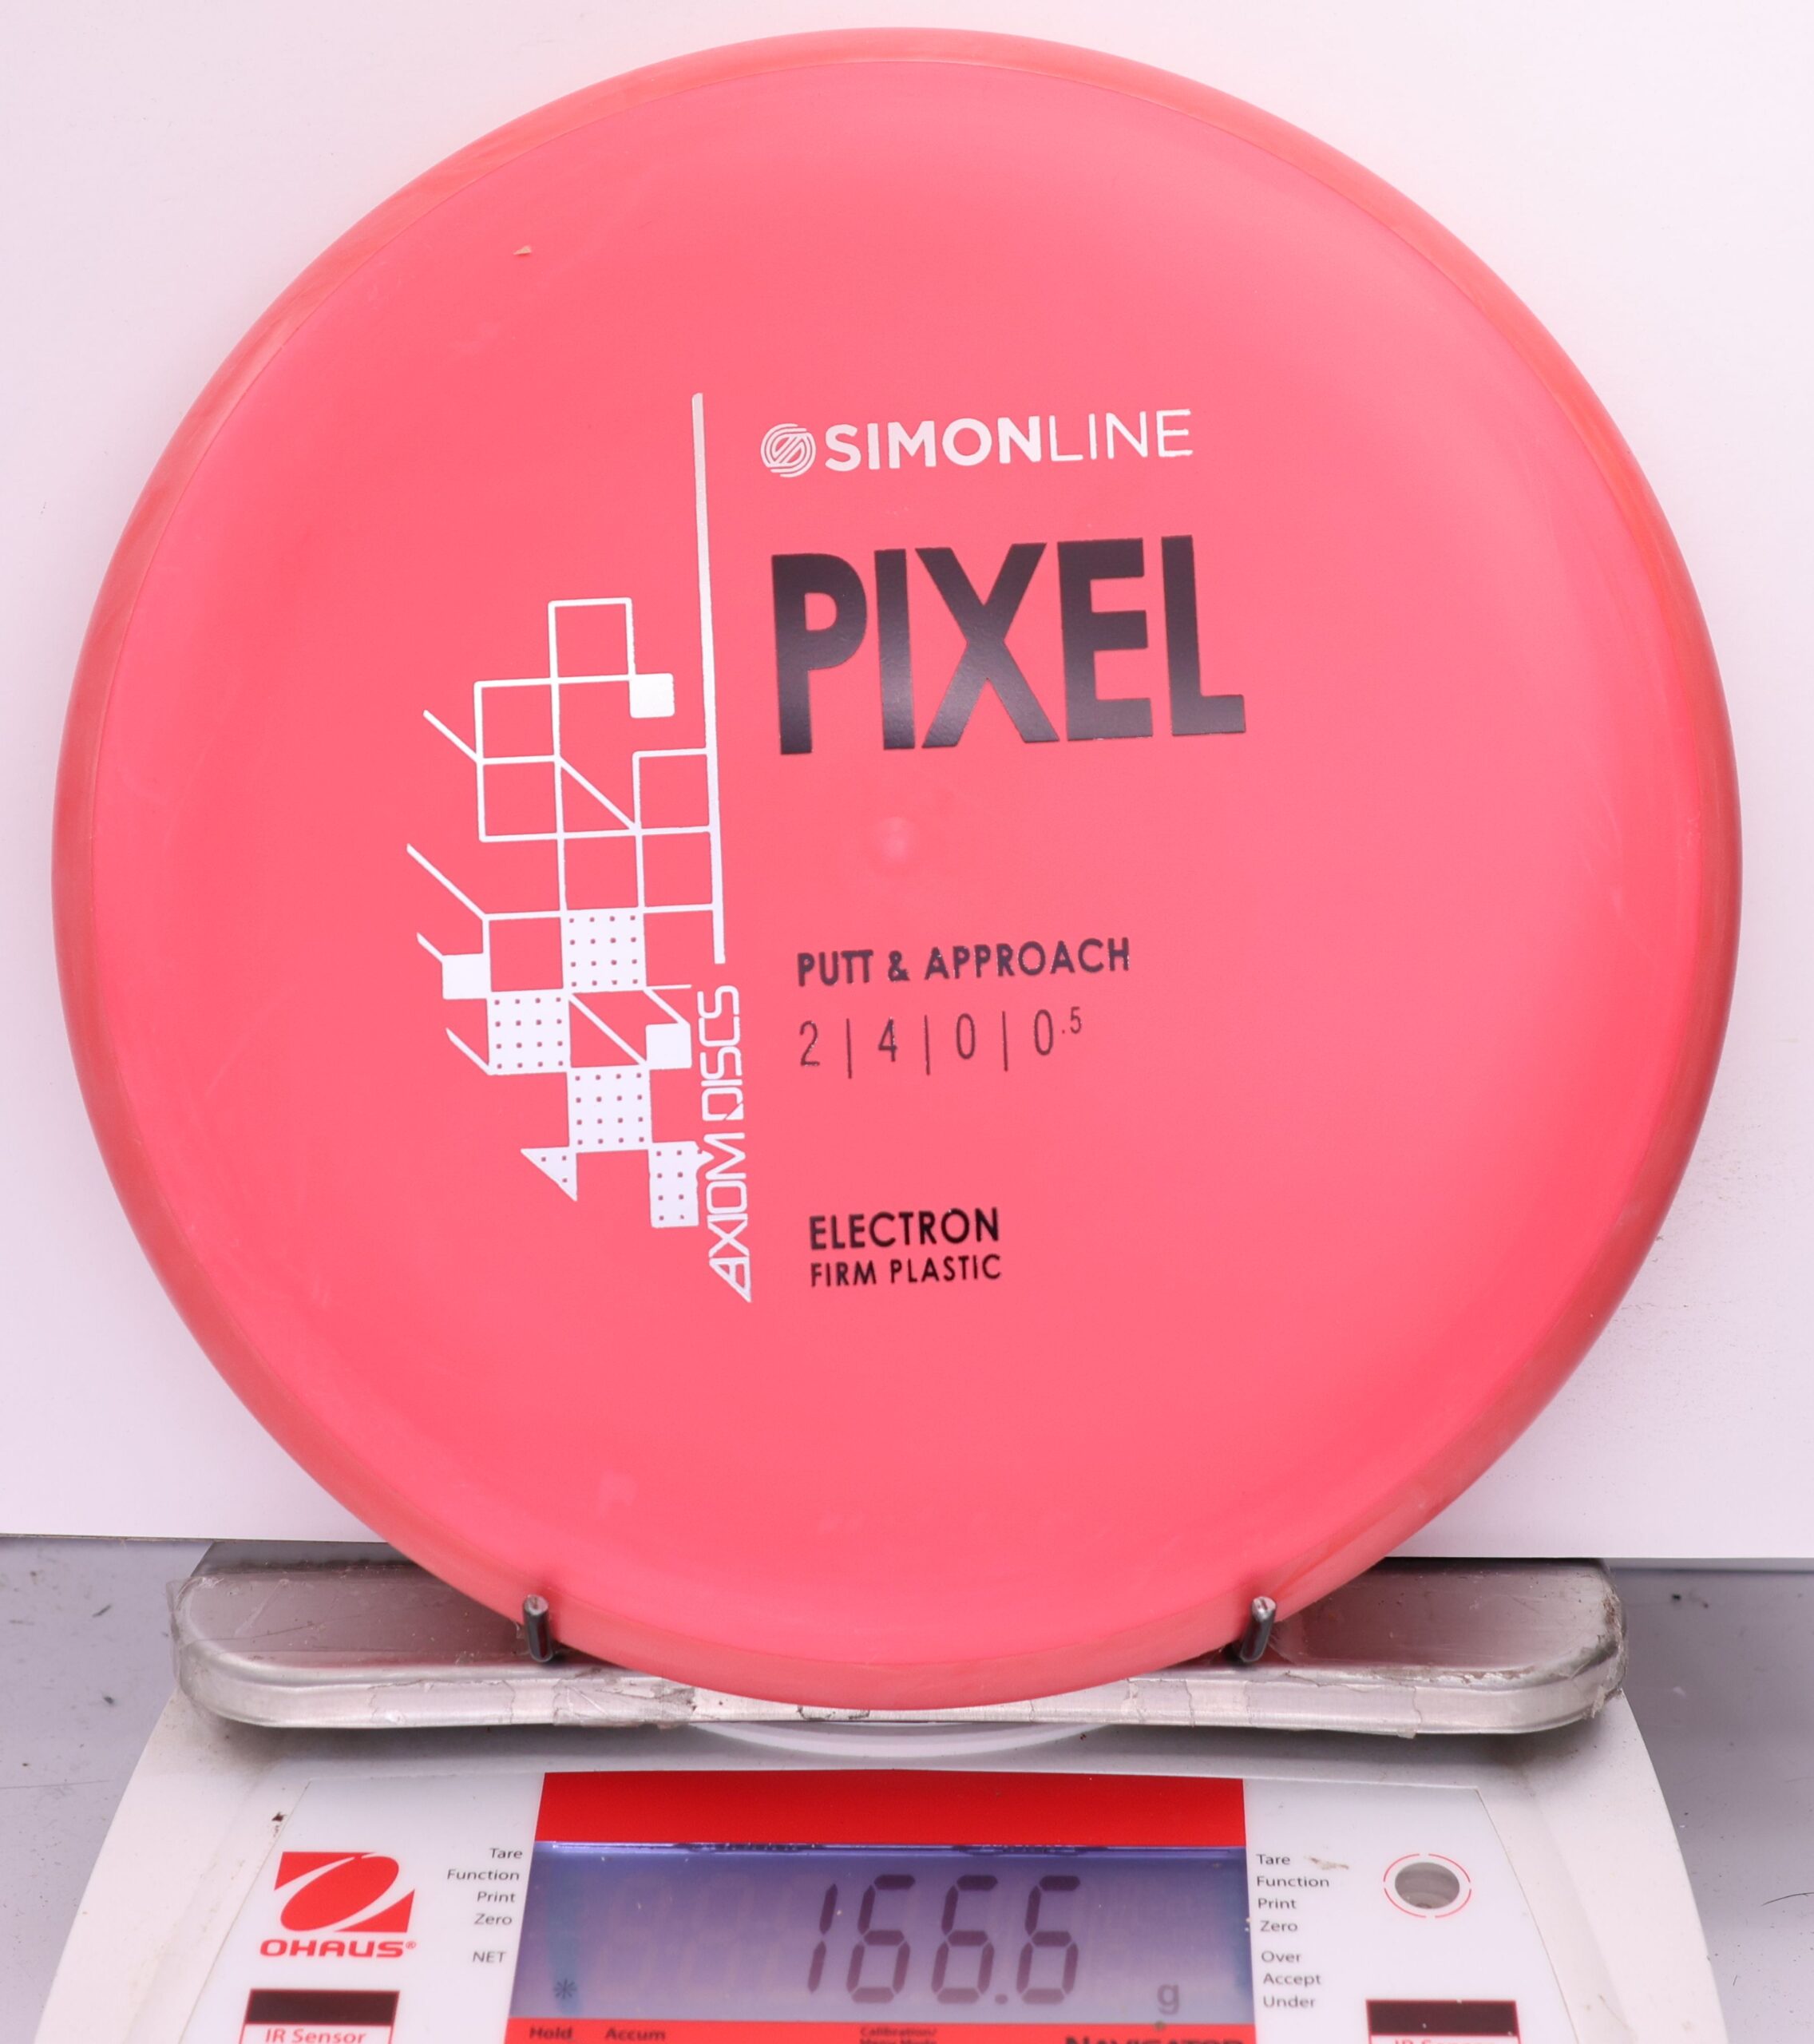 SIMONLINE
PIXEL
PUTT & APPROACH
2 | 4 | 0 | 0.5
AXIOM DISCS
ELECTRON
FIRM PLASTIC
OHAUS®
Tare
Function
Print
Zero
NET
166.6 g
Tare
Function
Print
Zero
Over
Accept
Under
IR Sensor
Hold
Accum
Calibration/